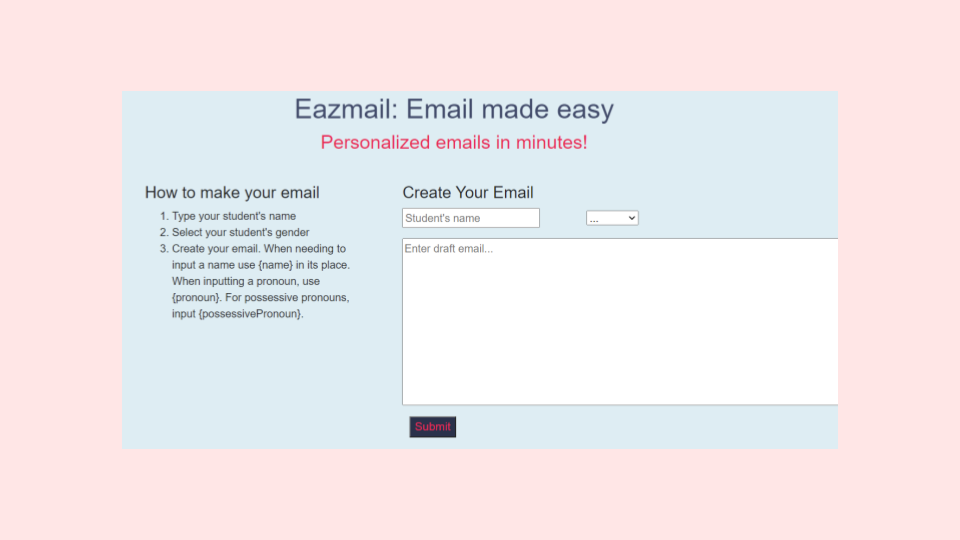 Eazmail: Email made easy
Personalized emails in minutes!
How to make your email
1. Type your student's name
2. Select your student's gender
3. Create your email. When needing to
input a name use {name} in its place.
When inputting a pronoun, use
{pronoun}. For possessive pronouns,
input {possessivePronoun}.
Create Your Email
Student's name
...
Enter draft email...
Submit